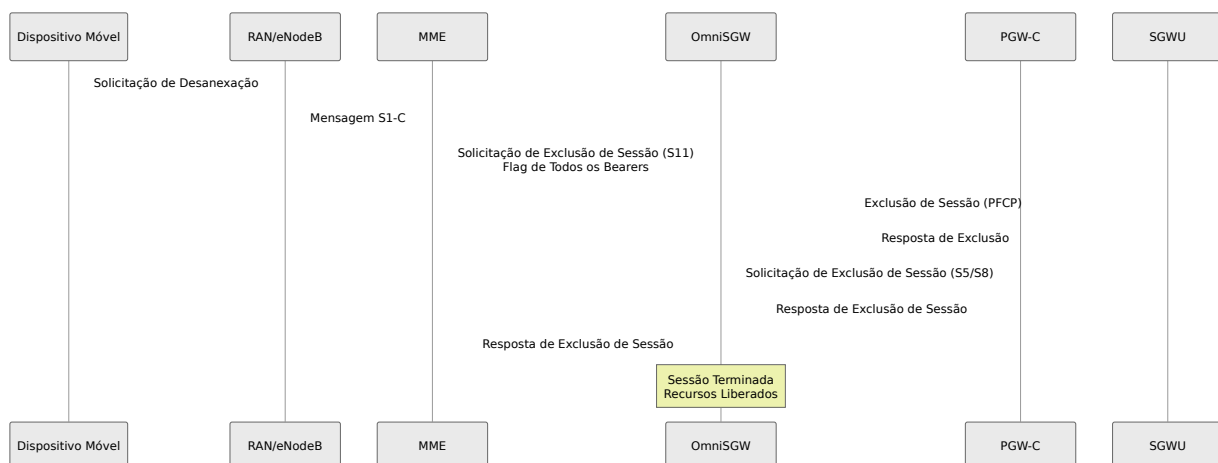 Dispositivo Móvel
RAN/eNodeB
MME
OmniSGW
PGW-C
SGWU
Solicitação de Desanexação
Mensagem S1-C
Solicitação de Exclusão de Sessão (S11)
Flag de Todos os Bearers
Exclusão de Sessão (PFCP)
Resposta de Exclusão
Solicitação de Exclusão de Sessão (S5/S8)
Resposta de Exclusão de Sessão
Resposta de Exclusão de Sessão
Sessão Terminada
Recursos Liberados
Dispositivo Móvel
RAN/eNodeB
MME
OmniSGW
PGW-C
SGWU